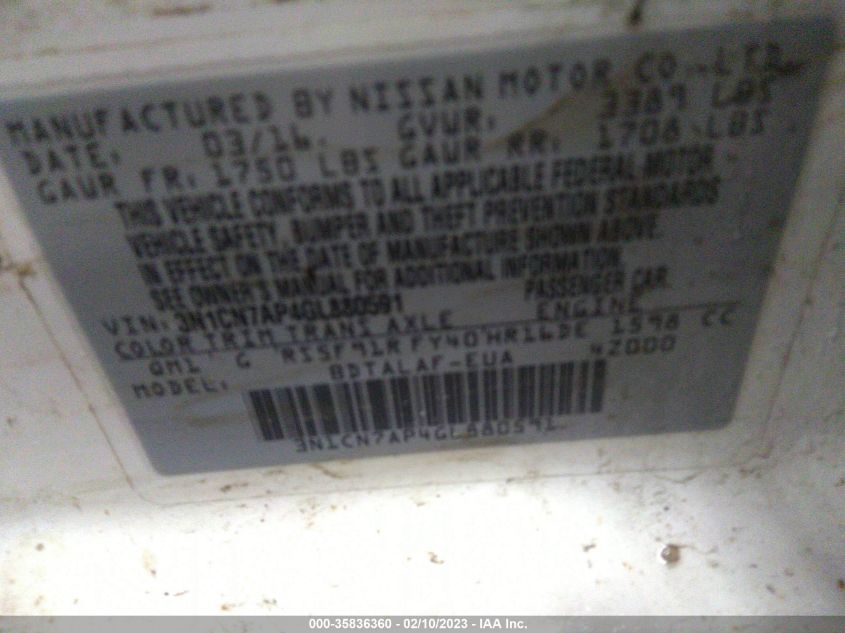 MANUFACTURED BY NISSAN MOTOR CO., LTD.
DATE: 03/16. GVWR: 3389 LBS
GAWR FR. 1750 LBS GAWR RR: 1708 LBS
THIS VEHICLE CONFORMS TO ALL APPLICABLE FEDERAL MOTOR
VEHICLE SAFETY, BUMPER AND THEFT PREVENTION STANDARDS
IN EFFECT ON THE DATE OF MANUFACTURE SHOWN ABOVE.
SEE OWNER'S MANUAL FOR ADDITIONAL INFORMATION.
VIN: 3N1CN7AP4GL880591 PASSENGER CAR
COLOR TRIM TRANS AXLE ENGINE
QM1 G RS5F91R FY40 HR16DE 1598 CC
MODEL: BDTALAF-EUA 42000
3N1CN7AP4GL880591
000-35836360 - 02/10/2023 - IAA Inc.